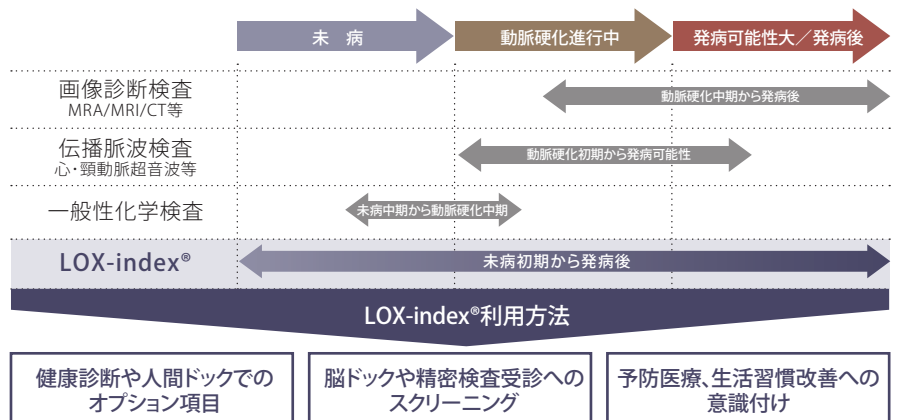 未 病
動脈硬化進行中
発病可能性大／発病後
画像診断検査
MRA/MRI/CT等
動脈硬化中期から発病後
伝播脈波検査
心・頸動脈超音波等
動脈硬化初期から発病可能性
一般性化学検査
未病中期から動脈硬化中期
LOX-index®
未病初期から発病後
LOX-index®利用方法
健康診断や人間ドックでの
オプション項目
脳ドックや精密検査受診への
スクリーニング
予防医療、生活習慣改善への
意識付け